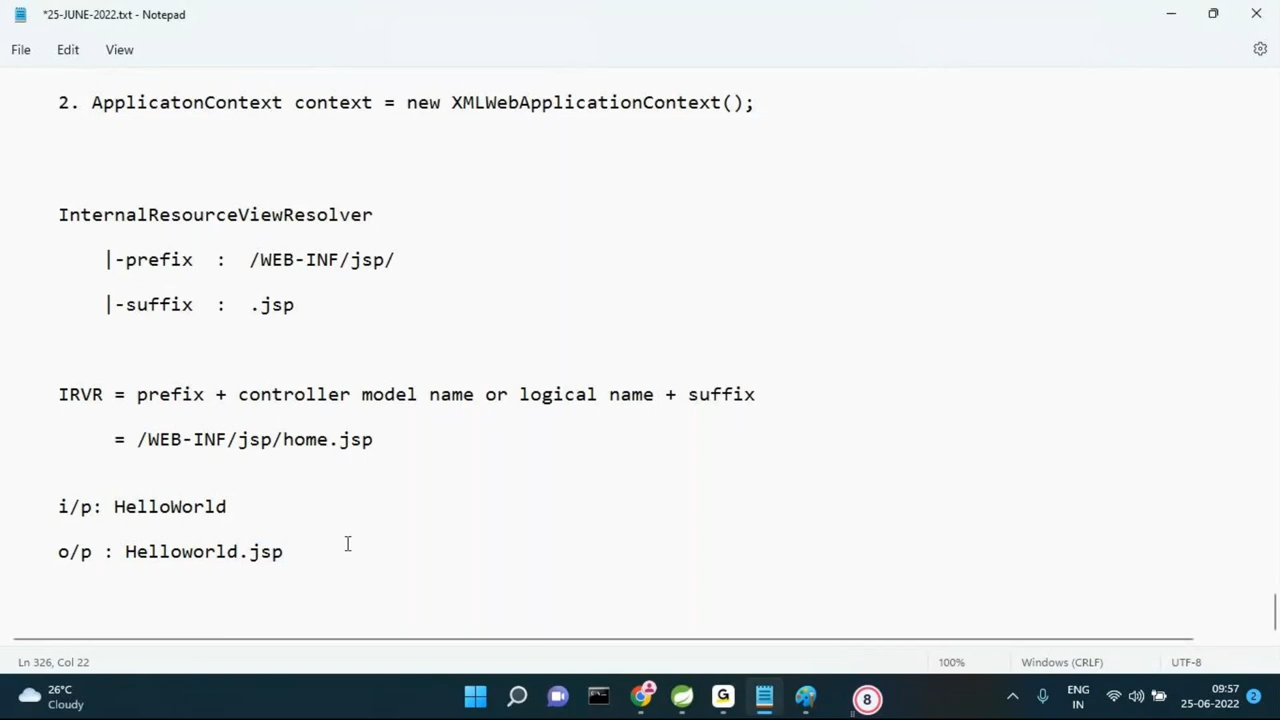 *25-JUNE-2022.txt - Notepad
File Edit View
2. ApplicatonContext context = new XMLWebApplicationContext();
InternalResourceViewResolver
|-prefix : /WEB-INF/jsp/
|-suffix : .jsp
IRVR = prefix + controller model name or logical name + suffix
= /WEB-INF/jsp/home.jsp
i/p: HelloWorld
o/p : Helloworld.jsp
Ln 326, Col 22 100% Windows (CRLF) UTF-8
26°C
Cloudy
G
8
ENG
IN
09:57
25-06-2022
2